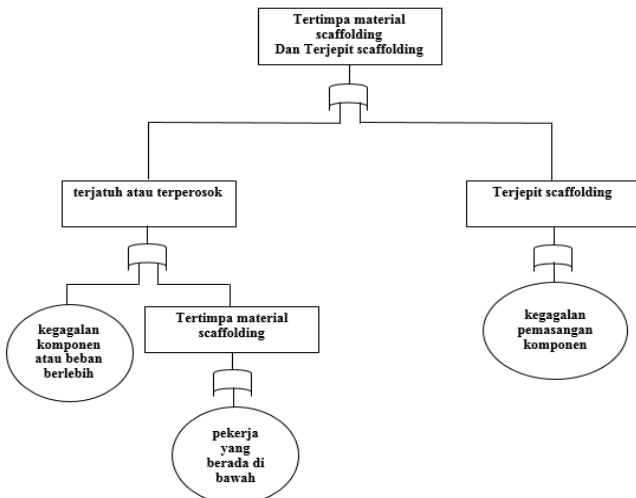 Tertimpa material
scaffolding
Dan Terjepit scaffolding
terjatuh atau terperosok
Terjepit scaffolding
kegagalan
komponen
atau beban
berlebih
Tertimpa material
scaffolding
kegagalan
pemasangan
komponen
pekerja
yang
berada di
bawah